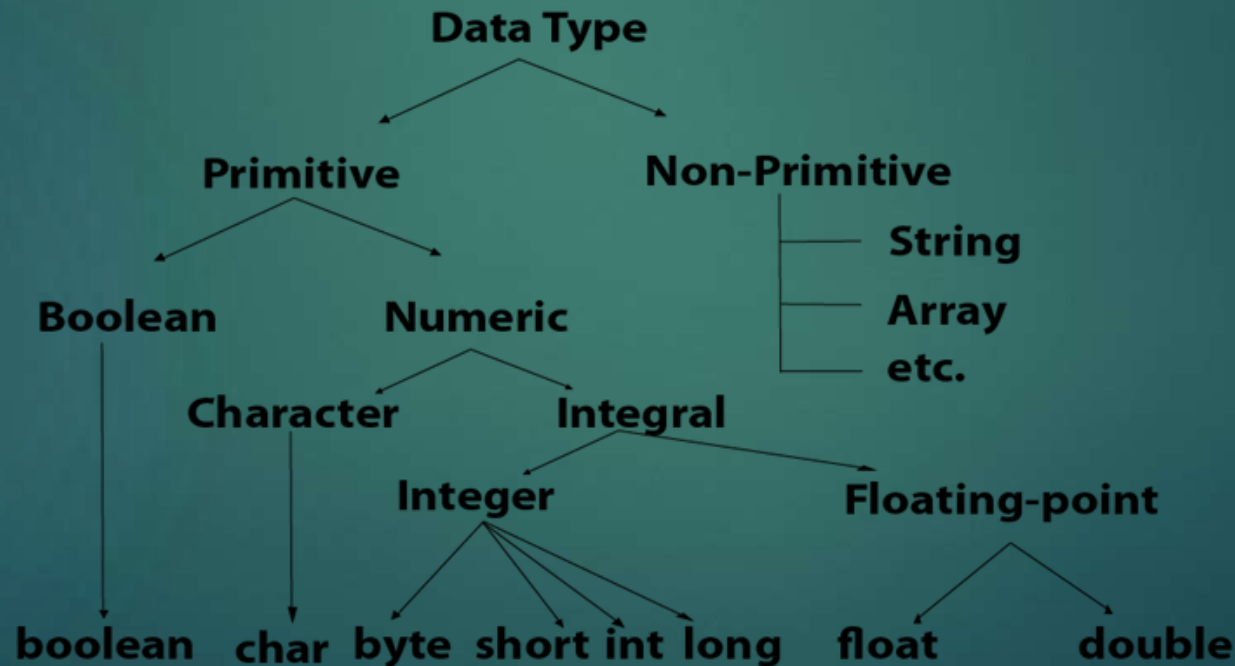 Data Type
Primitive
Non-Primitive
String
Array
etc.
Boolean
Numeric
Character
Integral
Integer
Floating-point
boolean
char
byte
short
int
long
float
double